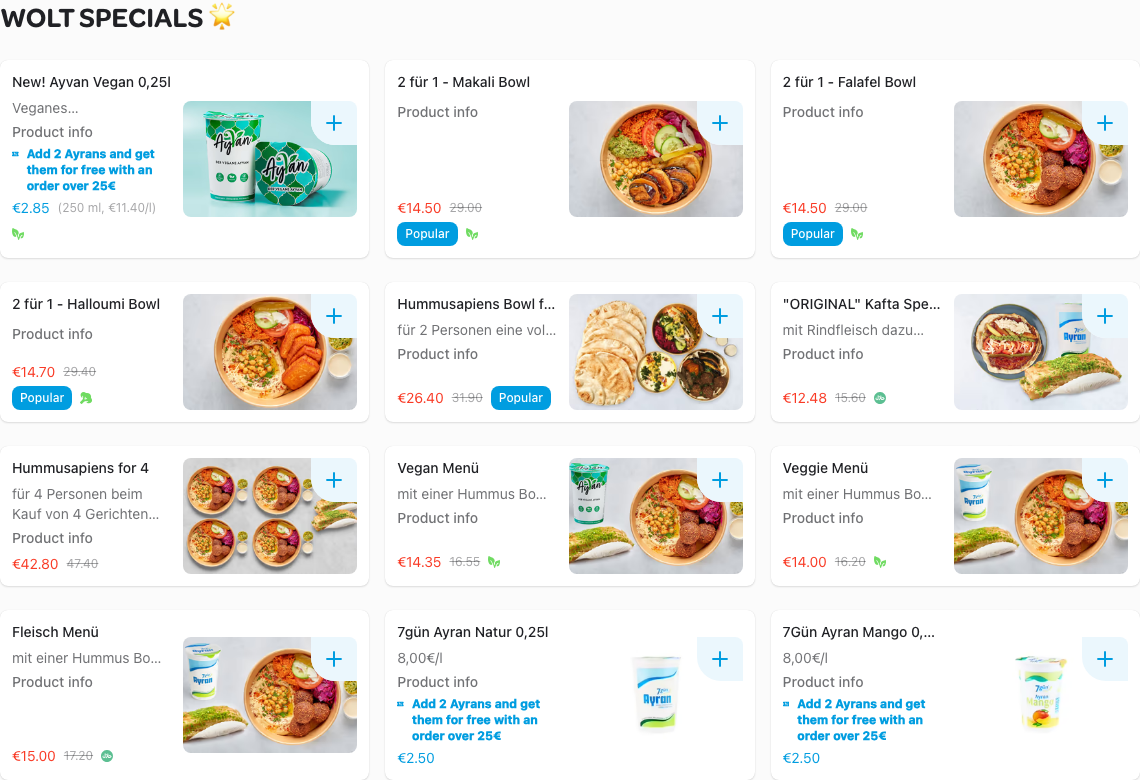 WOLT SPECIALS 🌟
New! Ayvan Vegan 0,25l
Veganes...
Product info
Add 2 Ayrans and get
them for free with an
order over 25€
€2.85 (250 ml, €11.40/l)
Ayvan
Ayvan
2 für 1 - Makali Bowl
Product info
€14.50 29.00
Popular
2 für 1 - Falafel Bowl
Product info
€14.50 29.00
Popular
2 für 1 - Halloumi Bowl
Product info
€14.70 29.40
Popular
Hummusapiens Bowl f...
für 2 Personen eine vol...
Product info
€26.40 31.90 Popular
"ORIGINAL" Kafta Spe...
mit Rindfleisch dazu...
Product info
€12.48 15.60
Ayran
Hummusapiens for 4
für 4 Personen beim
Kauf von 4 Gerichten...
Product info
€42.80 47.40
Vegan Menü
mit einer Hummus Bo...
Product info
€14.35 16.55
Ayvan
Veggie Menü
mit einer Hummus Bo...
Product info
€14.00 16.20
Ayran
Fleisch Menü
mit einer Hummus Bo...
Product info
€15.00 17.20
Ayran
7gün Ayran Natur 0,25l
8,00€/l
Product info
Add 2 Ayrans and get
them for free with an
order over 25€
€2.50
7gün
Ayran
7Gün Ayran Mango 0,...
8,00€/l
Product info
Add 2 Ayrans and get
them for free with an
order over 25€
€2.50
7gün
Ayran
Mango